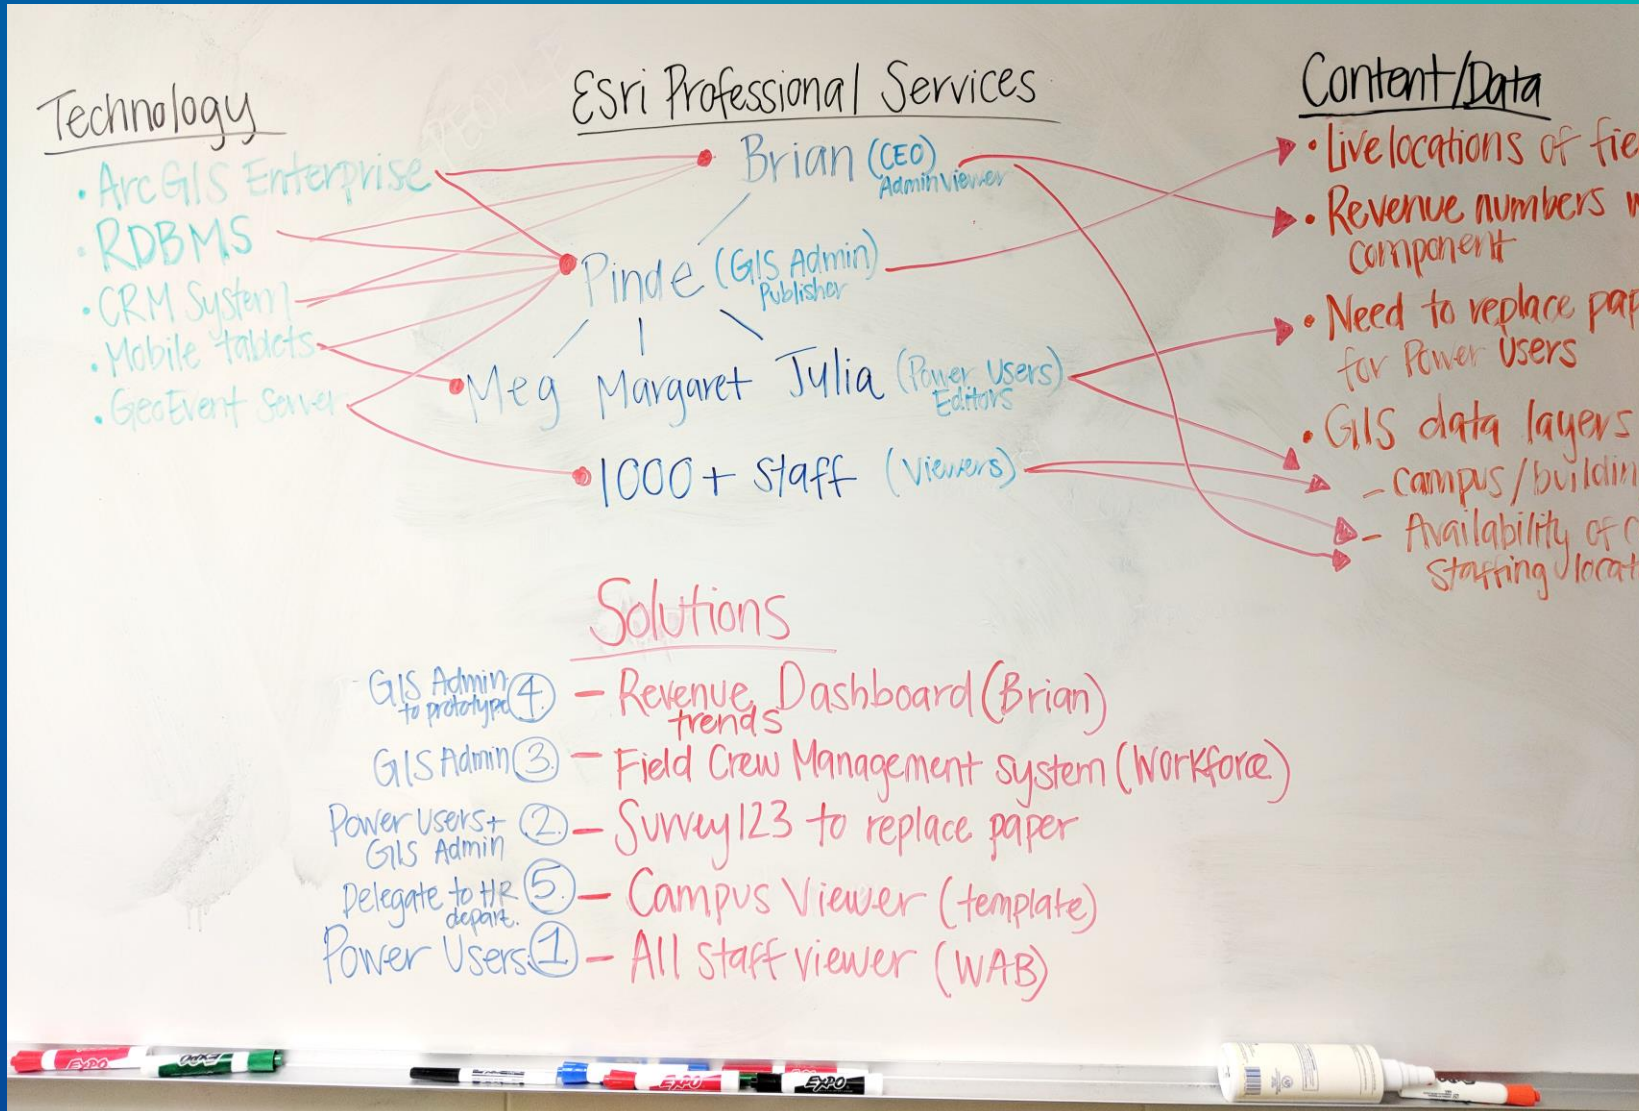 Technology
• ArcGIS Enterprise
• RDBMS
• CRM System
• Mobile tablets
• GeoEvent Server
Esri Professional Services
Brian (CEO)
Admin Viewer
Pinde (GIS Admin)
Publisher
Meg Margaret Julia (Power Users)
Editors
1000+ Staff (Viewers)
Content/Data
• Live locations of
• Revenue numbers
component
• Need to replace
for Power Users
• GIS data layers
- Campus/
- Availability of
Staffing
Solutions
GIS Admin to prototype 4. - Revenue Dashboard (Brian)
trends
GIS Admin 3. - Field Crew Management system (Workforce)
Power Users + GIS Admin 2. - Survey123 to replace paper
Delegate to HR depart. 5. - Campus Viewer (template)
Power Users 1. - All staff viewer (WAB)
EXPO
EXPO
EXPO